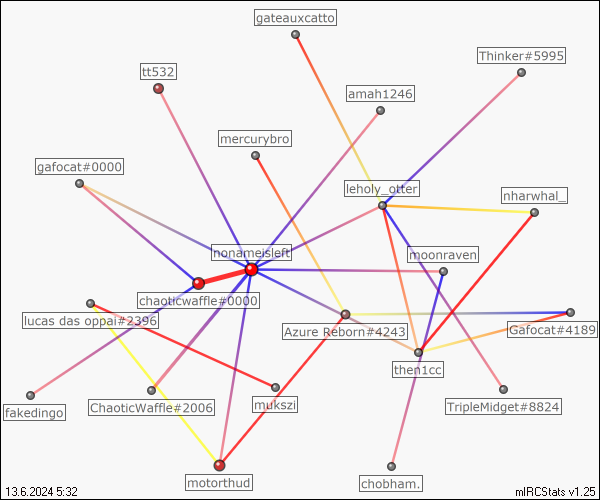 gateauxcatto
Thinker#5995
tt532
amah1246
mercurybro
gafocat#0000
leholy_otter
nharwhal_
nonameisleft
moonraven
chaoticwaffle#0000
lucas das oppai#2396
Azure Reborn#4243
Gafocat#4189
then1cc
fakedingo
ChaoticWaffle#2006
mukszi
TripleMidget#8824
motorthud
chobham.
13.6.2024 5:32
mIRCStats v1.25